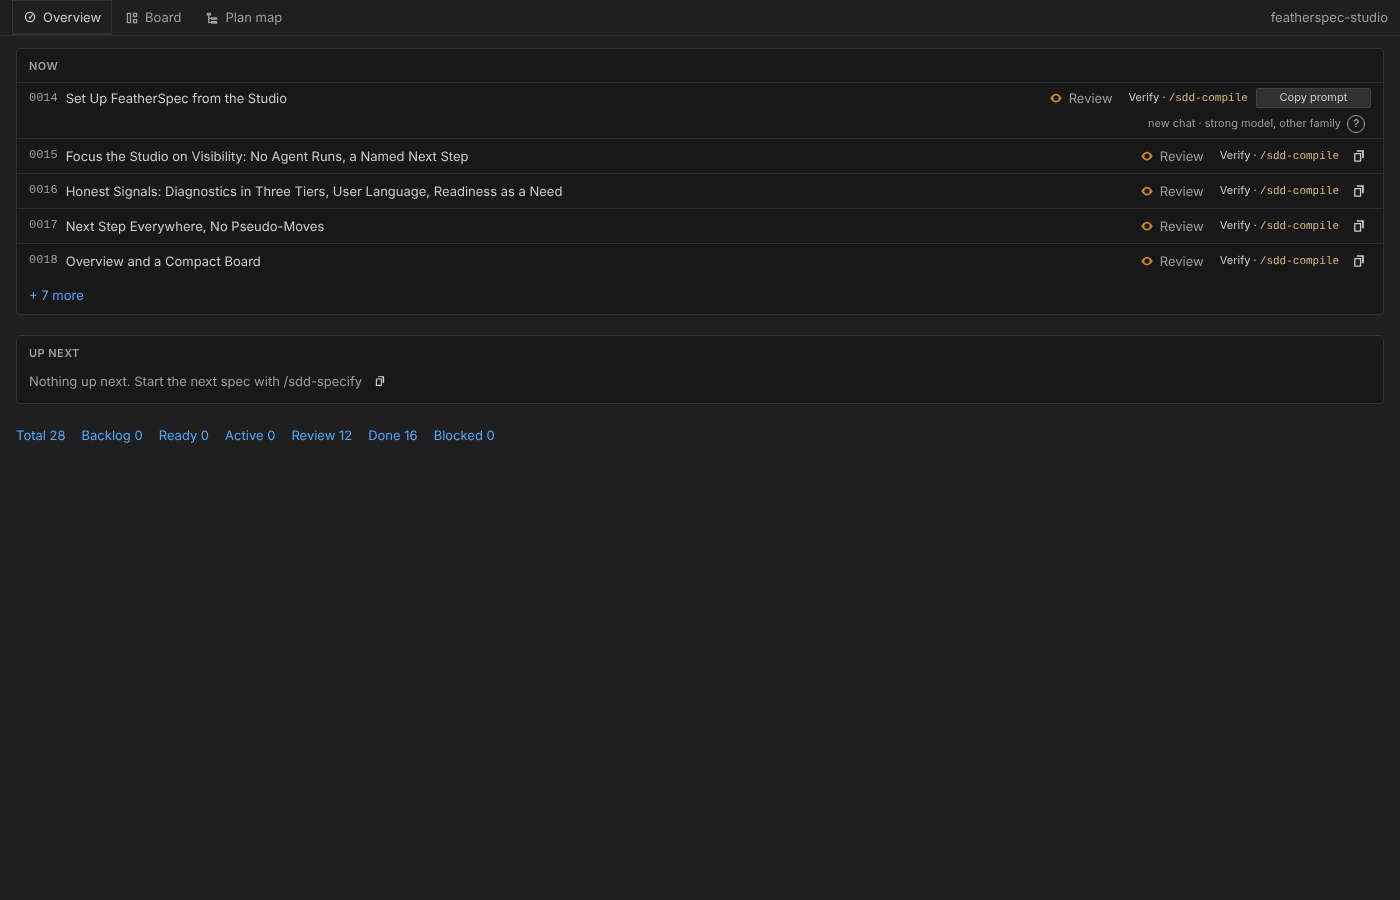 Overview Board Plan map featherspec-studio
NOW
0014 Set Up FeatherSpec from the Studio Review Verify · /sdd-compile Copy prompt
new chat · strong model, other family ?
0015 Focus the Studio on Visibility: No Agent Runs, a Named Next Step Review Verify · /sdd-compile
0016 Honest Signals: Diagnostics in Three Tiers, User Language, Readiness as a Need Review Verify · /sdd-compile
0017 Next Step Everywhere, No Pseudo-Moves Review Verify · /sdd-compile
0018 Overview and a Compact Board Review Verify · /sdd-compile
+ 7 more
UP NEXT
Nothing up next. Start the next spec with /sdd-specify
Total 28 Backlog 0 Ready 0 Active 0 Review 12 Done 16 Blocked 0